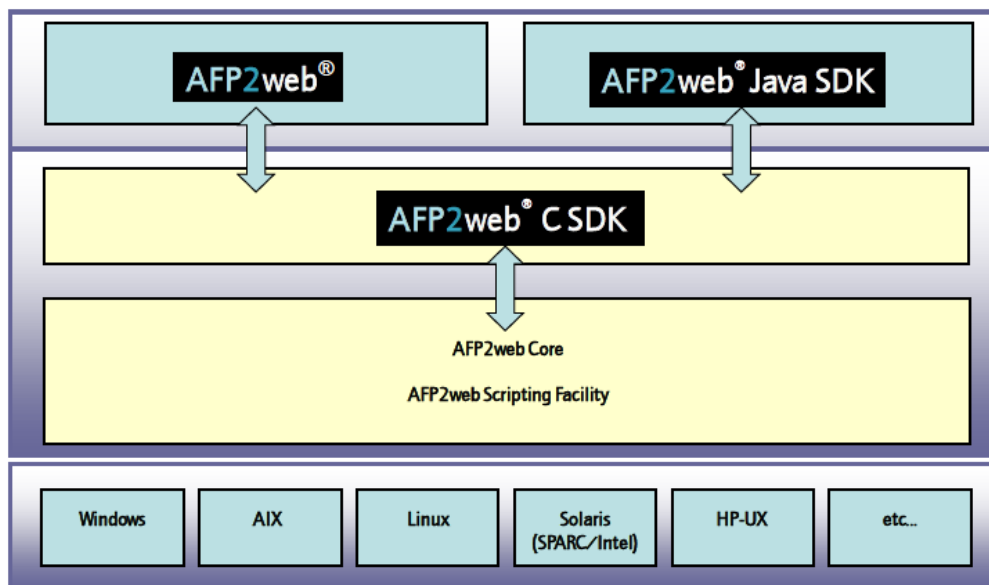 AFP2web®
AFP2web® Java SDK
AFP2web® C SDK
AFP2web Core
AFP2web Scripting Facility
Windows
AIX
Linux
Solaris
(SPARC/Intel)
HP-UX
etc...